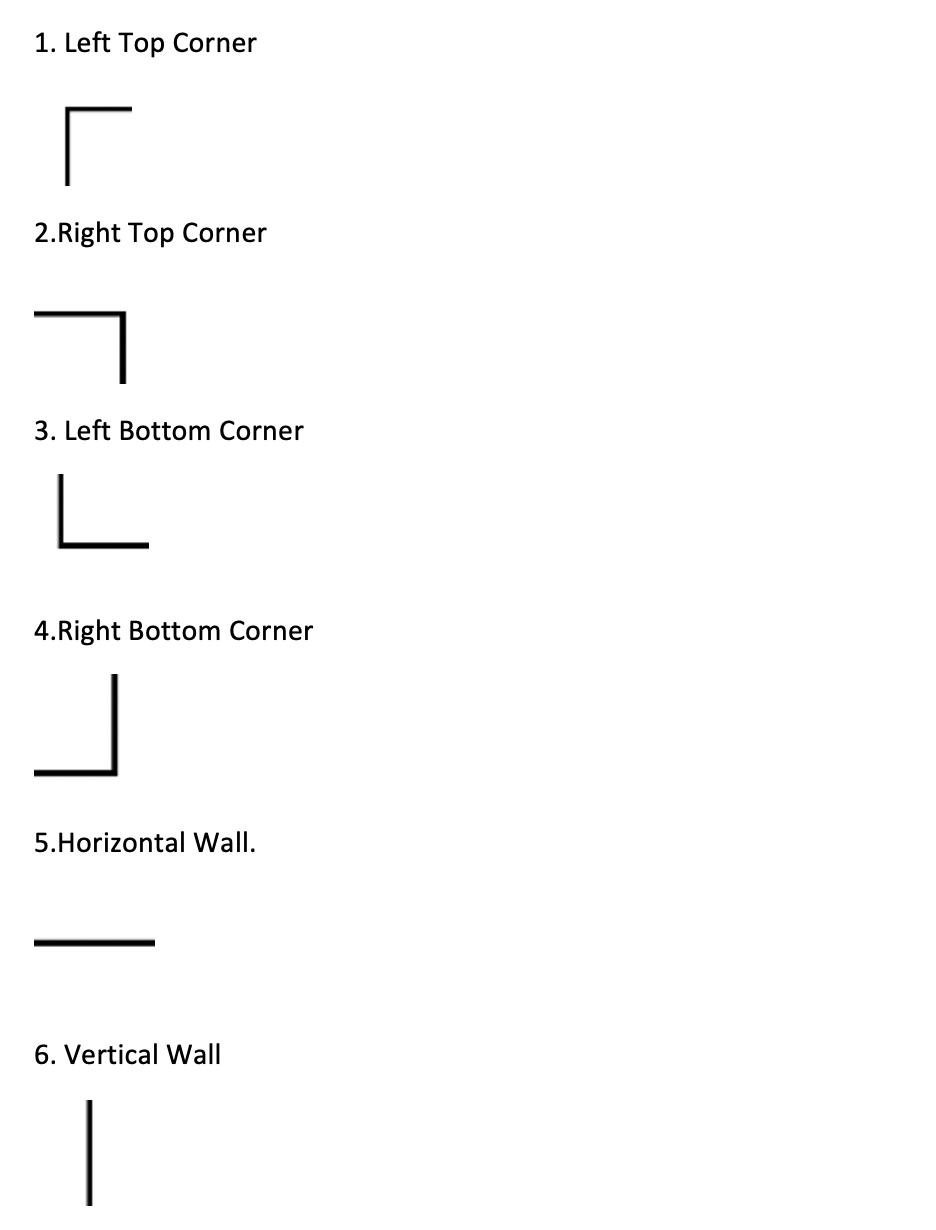 1. Left Top Corner
2.Right Top Corner
3. Left Bottom Corner
4.Right Bottom Corner
5.Horizontal Wall.
6. Vertical Wall